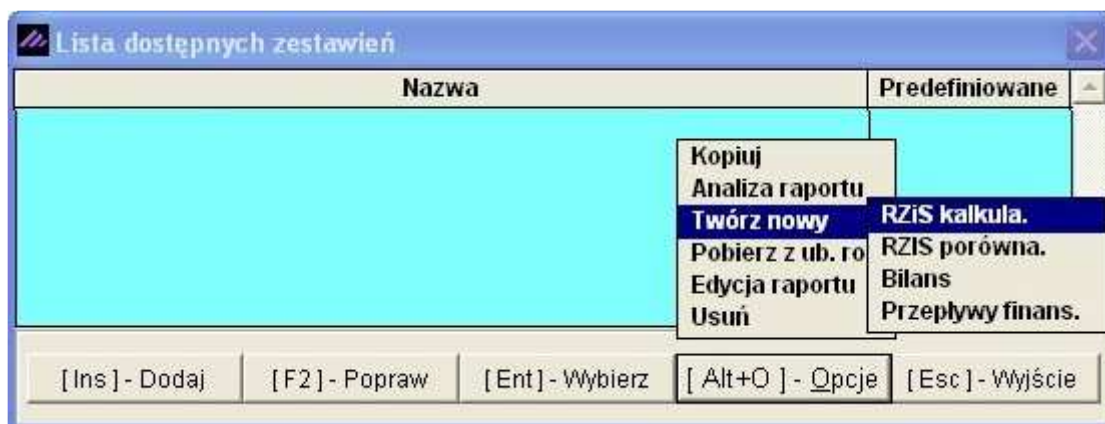 Lista dostępnych zestawień
Nazwa Predefiniowane
Kopiuj
Analiza raportu
Twórz nowy
Pobierz z ub. ro
Edycja raportu
Usuń
RZiS kalkula.
RZIS porówna.
Bilans
Przepływy finans.
[Ins] - Dodaj [F2] - Popraw [Ent] - Wybierz [ Alt+O ] - Opcje [Esc] - Wyjście